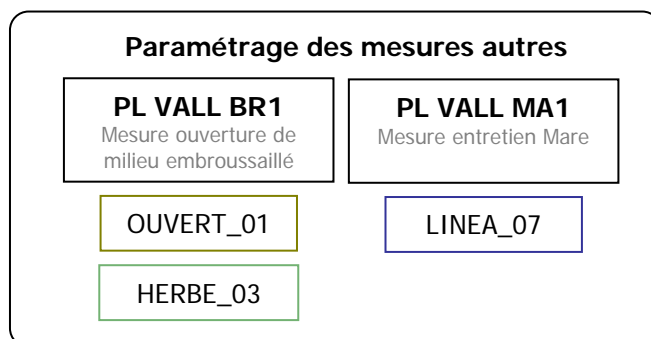 Paramétrage des mesures autres
PL VALL BR1
Mesure ouverture de
milieu embroussaillé
OUVERT_01
HERBE_03
PL VALL MA1
Mesure entretien Mare
LINEA_07